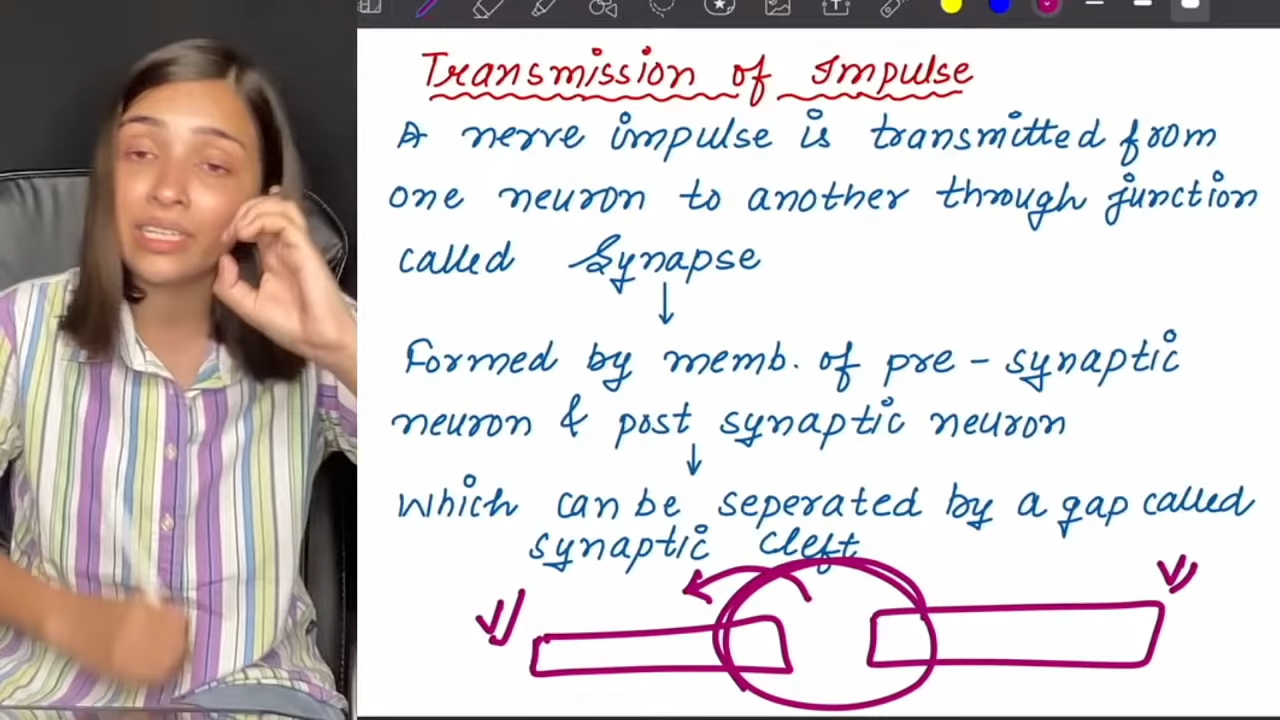 Transmission of Impulse
A nerve impulse is transmitted from
one neuron to another through junction
called Synapse
↓
Formed by memb. of pre - synaptic
neuron & post synaptic neuron
↓
Which can be seperated by a gap called
synaptic cleft